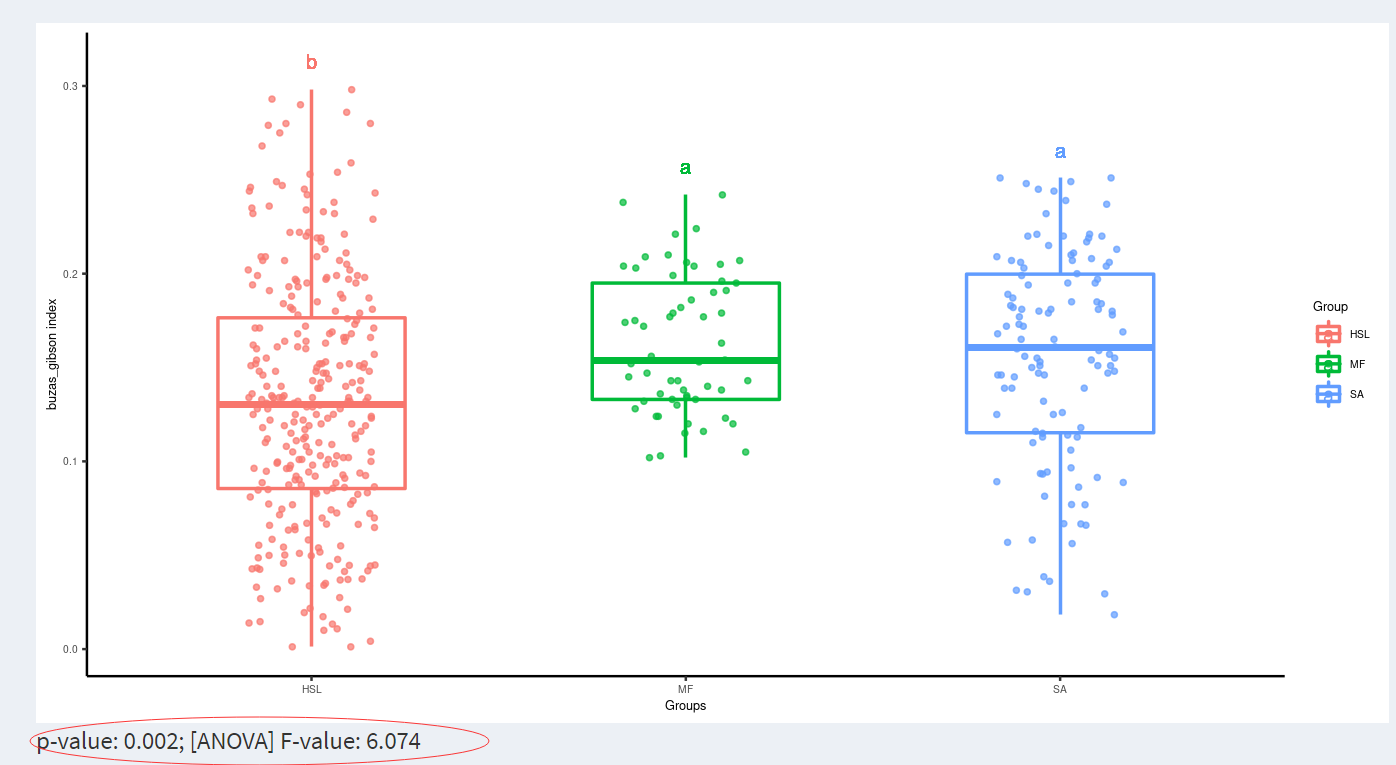 b
a
a
0.3
0.2
0.1
0.0
buzas_gibson index
HSL
MF
SA
Groups
Group
HSL
MF
SA
p-value: 0.002; [ANOVA] F-value: 6.074